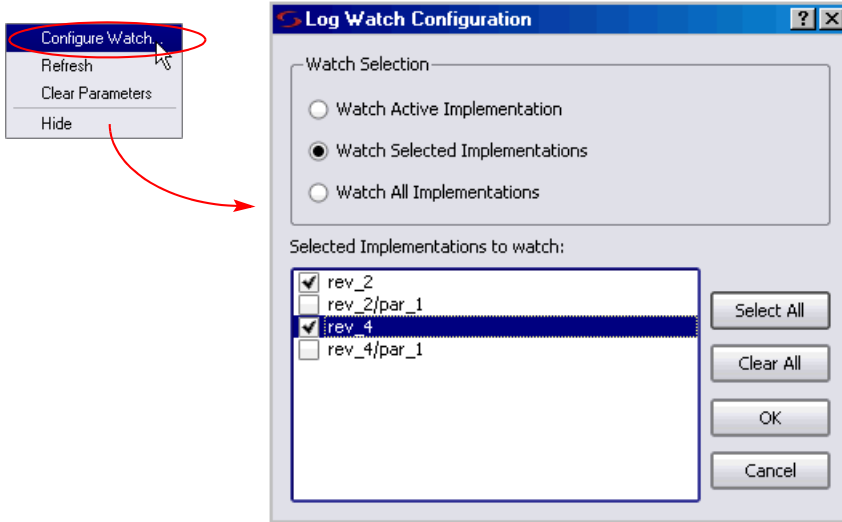 Configure Watch...
Refresh
Clear Parameters
Hide
Log Watch Configuration
Watch Selection
Watch Active Implementation
Watch Selected Implementations
Watch All Implementations
Selected Implementations to watch:
rev_2
rev_2/par_1
rev_4
rev_4/par_1
Select All
Clear All
OK
Cancel